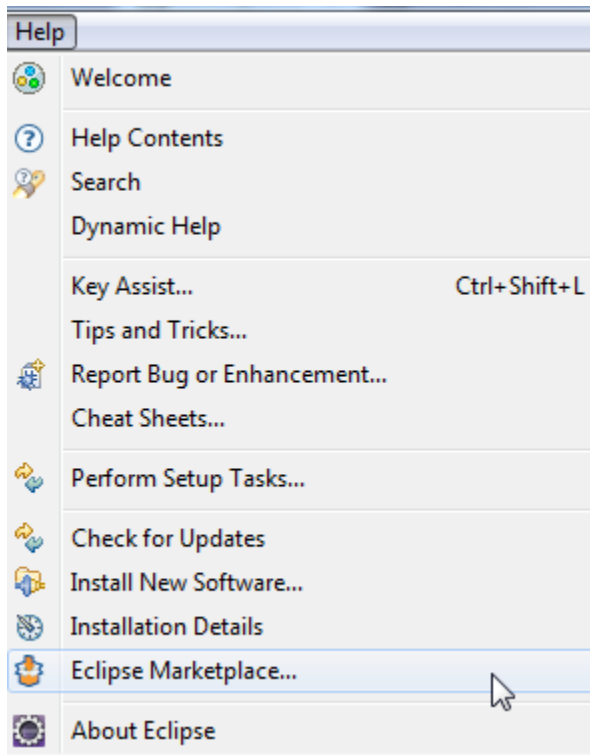 Help
Welcome
Help Contents
Search
Dynamic Help
Key Assist... Ctrl+Shift+L
Tips and Tricks...
Report Bug or Enhancement...
Cheat Sheets...
Perform Setup Tasks...
Check for Updates
Install New Software...
Installation Details
Eclipse Marketplace...
About Eclipse